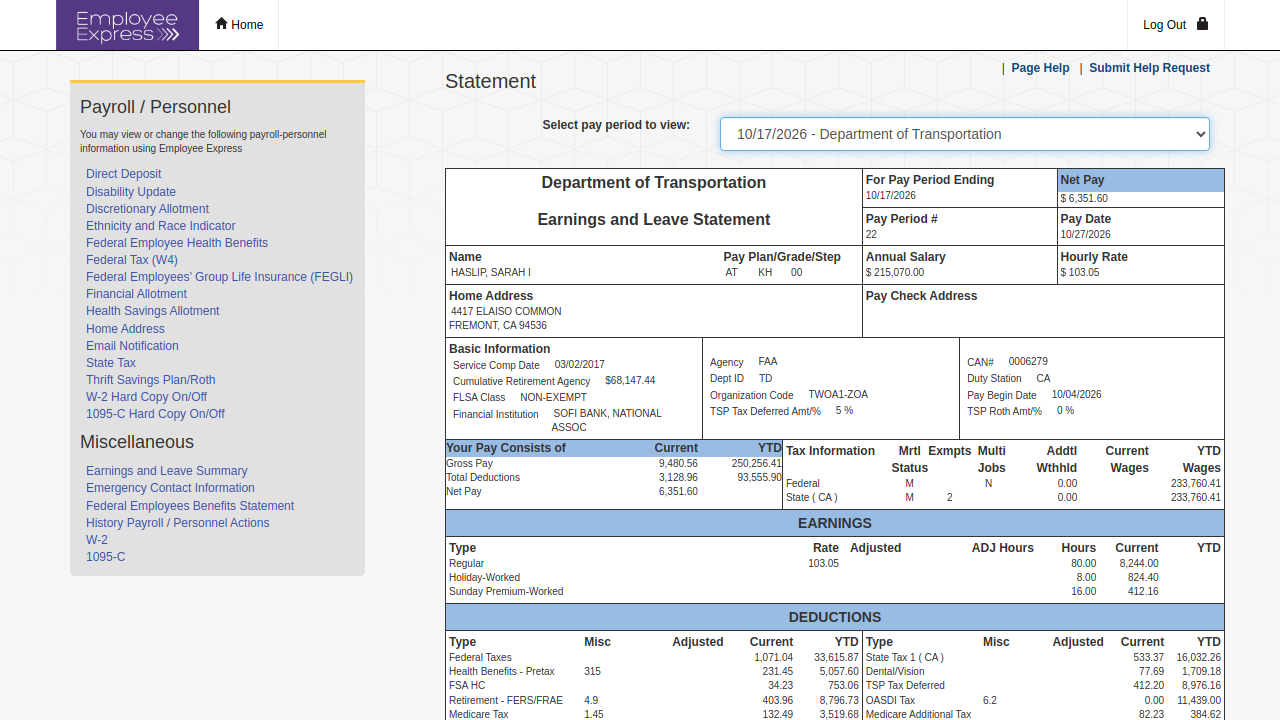 Employee
Express
Home
Log Out
| Page Help | Submit Help Request
Payroll / Personnel
You may view or change the following payroll-personnel
information using Employee Express
Direct Deposit
Disability Update
Discretionary Allotment
Ethnicity and Race Indicator
Federal Employee Health Benefits
Federal Tax (W4)
Federal Employees' Group Life Insurance (FEGLI)
Financial Allotment
Health Savings Allotment
Home Address
Email Notification
State Tax
Thrift Savings Plan/Roth
W-2 Hard Copy On/Off
1095-C Hard Copy On/Off
Miscellaneous
Earnings and Leave Summary
Emergency Contact Information
Federal Employees Benefits Statement
History Payroll / Personnel Actions
W-2
1095-C
Statement
Select pay period to view: 10/17/2026 - Department of Transportation
Department of Transportation
Earnings and Leave Statement
For Pay Period Ending
10/17/2026
Net Pay
$ 6,351.60
Pay Period #
22
Pay Date
10/27/2026
Name Pay Plan/Grade/Step
HASLIP, SARAH I AT KH 00
Annual Salary
$ 215,070.00
Hourly Rate
$ 103.05
Home Address
4417 ELAISO COMMON
FREMONT, CA 94536
Pay Check Address
Basic Information
Service Comp Date 03/02/2017
Cumulative Retirement Agency $68,147.44
FLSA Class NON-EXEMPT
Financial Institution SOFI BANK, NATIONAL
ASSOC
Agency FAA
Dept ID TD
Organization Code TWOA1-ZOA
TSP Tax Deferred Amt/% 5 %
CAN# 0006279
Duty Station CA
Pay Begin Date 10/04/2026
TSP Roth Amt/% 0 %
Your Pay Consists of Current YTD
Gross Pay 9,480.56 250,256.41
Total Deductions 3,128.96 93,555.90
Net Pay 6,351.60
Tax Information Mrtl Exmpts Multi Addtl Current YTD
Status Jobs Wthhld Wages Wages
Federal M N 0.00 233,760.41
State ( CA ) M 2 0.00 233,760.41
EARNINGS
Type Rate Adjusted ADJ Hours Hours Current YTD
Regular 103.05 80.00 8,244.00
Holiday-Worked 8.00 824.40
Sunday Premium-Worked 16.00 412.16
DEDUCTIONS
Type Misc Adjusted Current YTD Type Misc Adjusted Current YTD
Federal Taxes 1,071.04 33,615.87 State Tax 1 ( CA ) 533.37 16,032.26
Health Benefits - Pretax 315 231.45 5,057.60 Dental/Vision 77.69 1,709.18
FSA HC 34.23 753.06 TSP Tax Deferred 412.20 8,976.16
Retirement - FERS/FRAE 4.9 403.96 8,796.73 OASDI Tax 6.2 0.00 11,439.00
Medicare Tax 1.45 132.49 3,519.68 Medicare Additional Tax 82.23 384.62